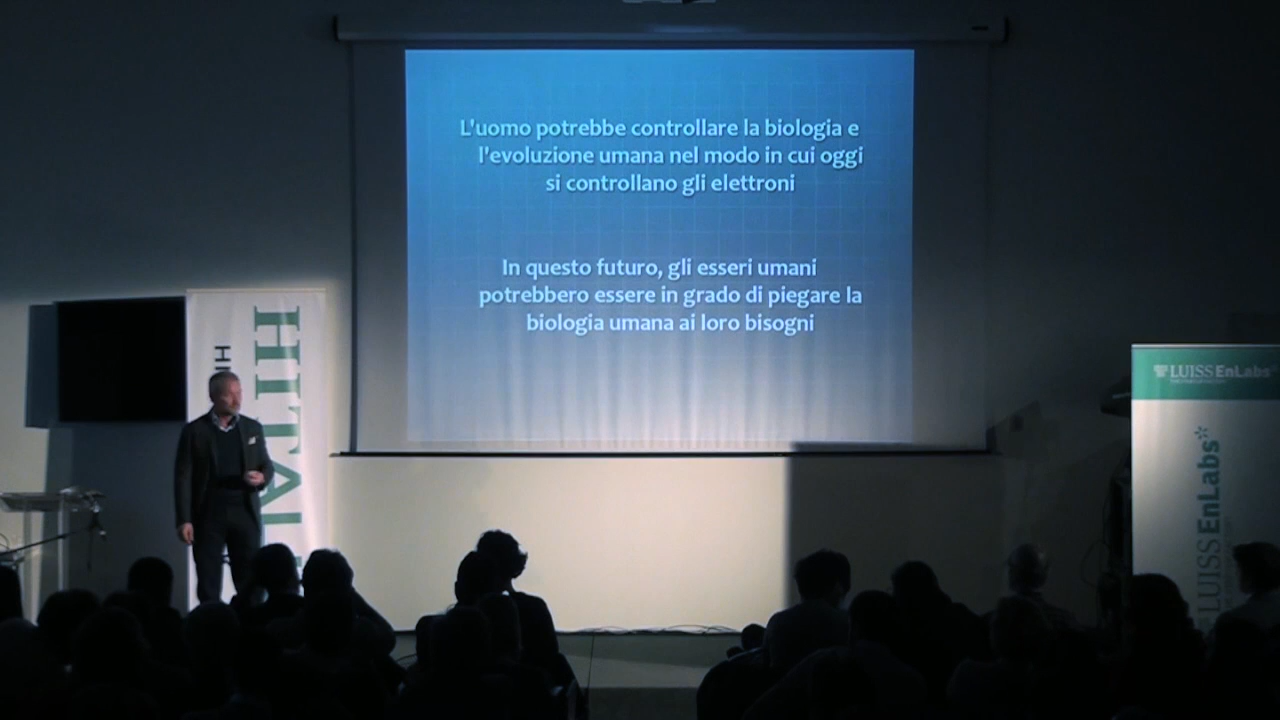 L'uomo potrebbe controllare la biologia e
l'evoluzione umana nel modo in cui oggi
si controllano gli elettroni
In questo futuro, gli esseri umani
potrebbero essere in grado di piegare la
biologia umana ai loro bisogni
HI
HITAL
LUISS EnLabs*
LUISS EnLabs*